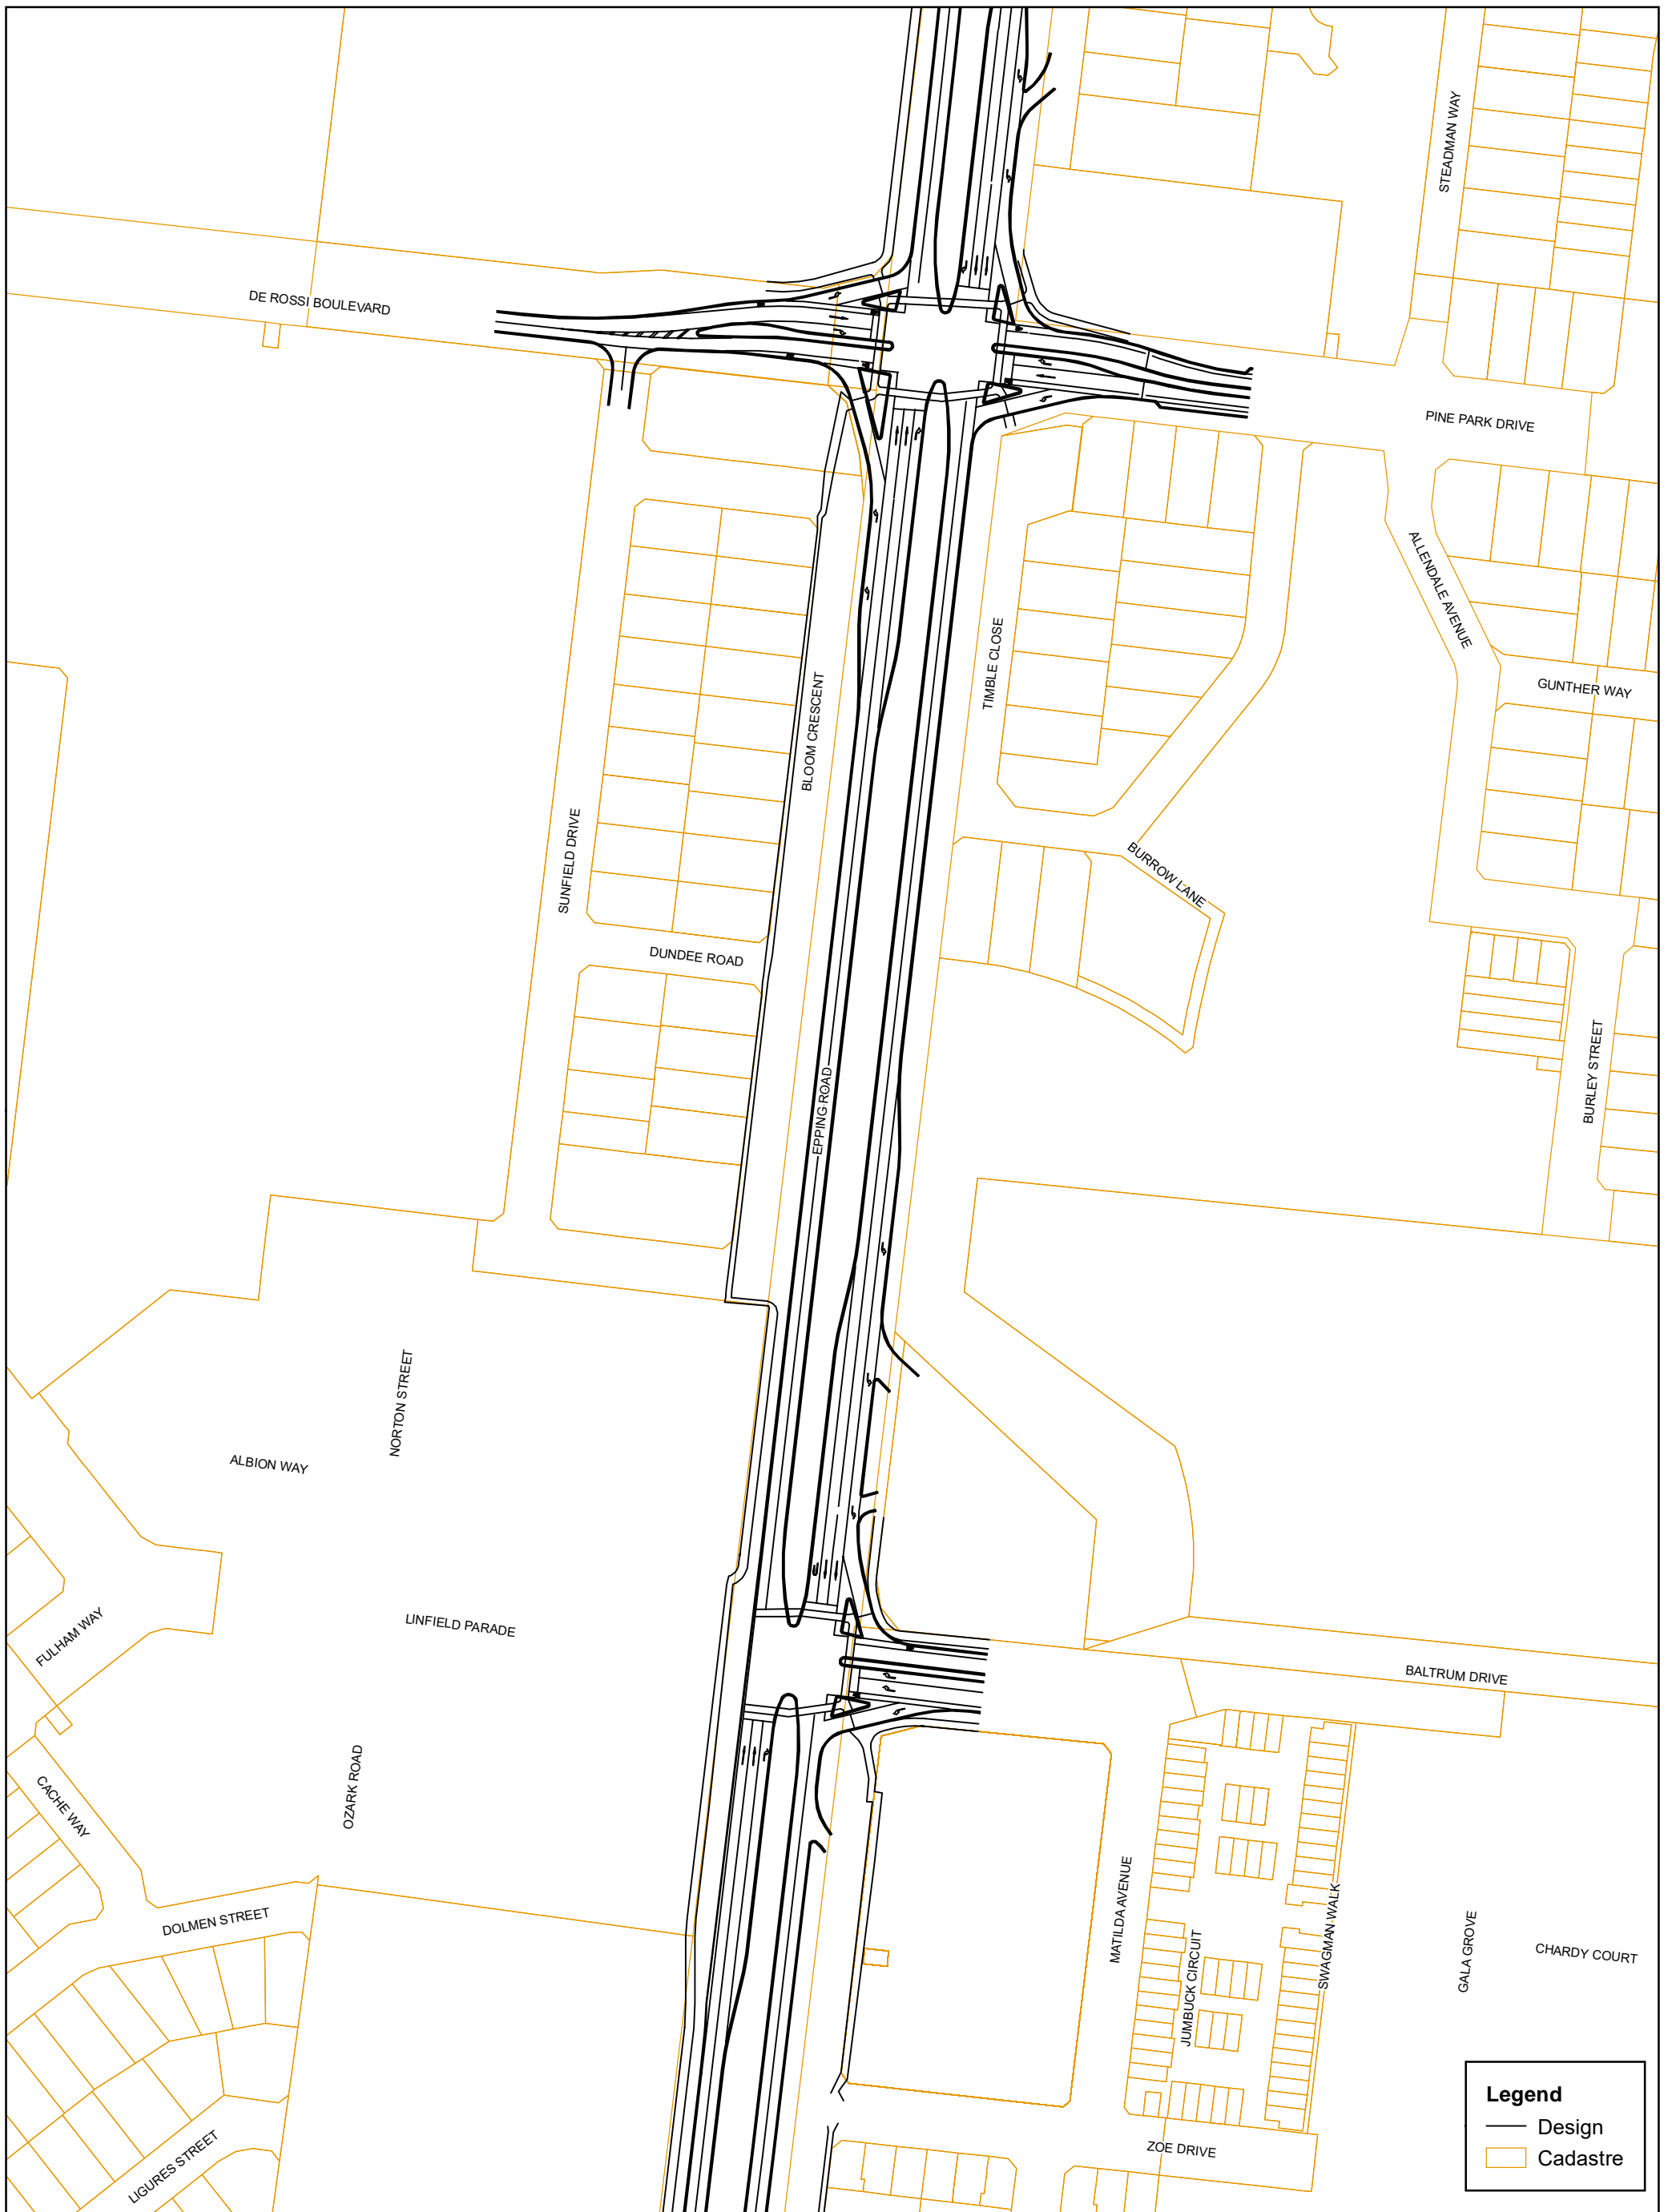 STEADMAN WAY
DE ROSSI BOULEVARD
PINE PARK DRIVE
ALLENDALE AVENUE
TIMBLE CLOSE
GUNTHER WAY
BLOOM CRESCENT
SUNFIELD DRIVE
BURROW LANE
DUNDEE ROAD
BURLEY STREET
EPPING ROAD
NORTON STREET
ALBION WAY
LINFIELD PARADE
FULHAM WAY
BALTRUM DRIVE
OZARK ROAD
CACHE WAY
MATILDA AVENUE
DOLMEN STREET
JUMBUCK CIRCUIT
SWAGMAN WALK
GALA GROVE
CHARDY COURT
ZOE DRIVE
LIGURES STREET
Legend
Design
Cadastre